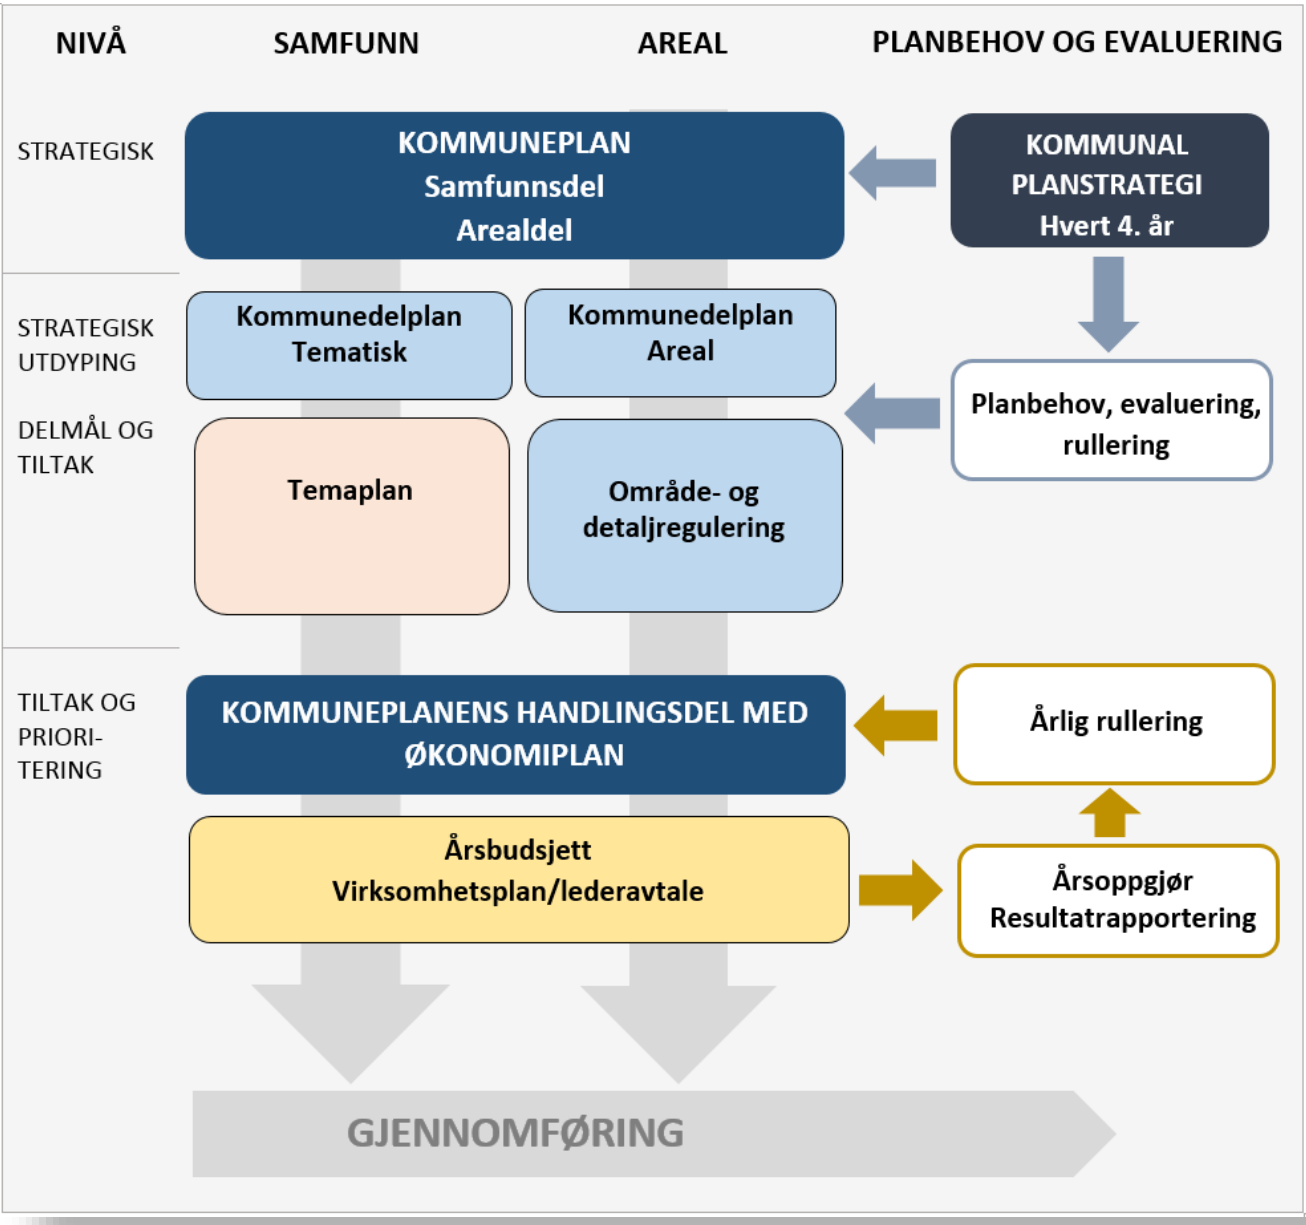 NIVÅ
SAMFUNN
AREAL
PLANBEHOV OG EVALUERING
STRATEGISK
KOMMUNEPLAN
Samfunnsdel
Arealdel
KOMMUNAL
PLANSTRATEGI
Hvert 4. år
STRATEGISK
UTDYPING
Kommunedelplan
Tematisk
Kommunedelplan
Areal
Planbehov, evaluering,
rullering
DELMÅL OG
TILTAK
Temaplan
Område- og
detaljregulering
TILTAK OG
PRIORI-
TERING
KOMMUNEPLANENS HANDLINGSDEL MED
ØKONOMIPLAN
Årlig rullering
Årsbudsjett
Virksomhetsplan/lederavtale
Årsoppgjør
Resultatrapportering
GJENNOMFØRING